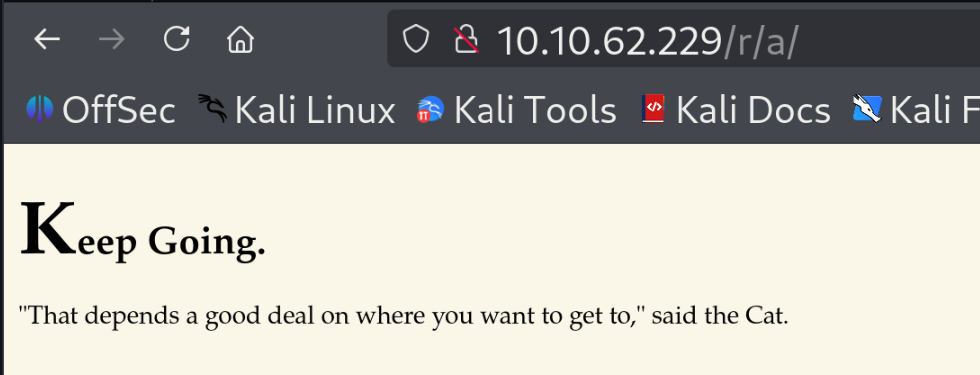 10.10.62.229/r/a/
OffSec Kali Linux Kali Tools Kali Docs Kali F
Keep Going.
"That depends a good deal on where you want to get to," said the Cat.